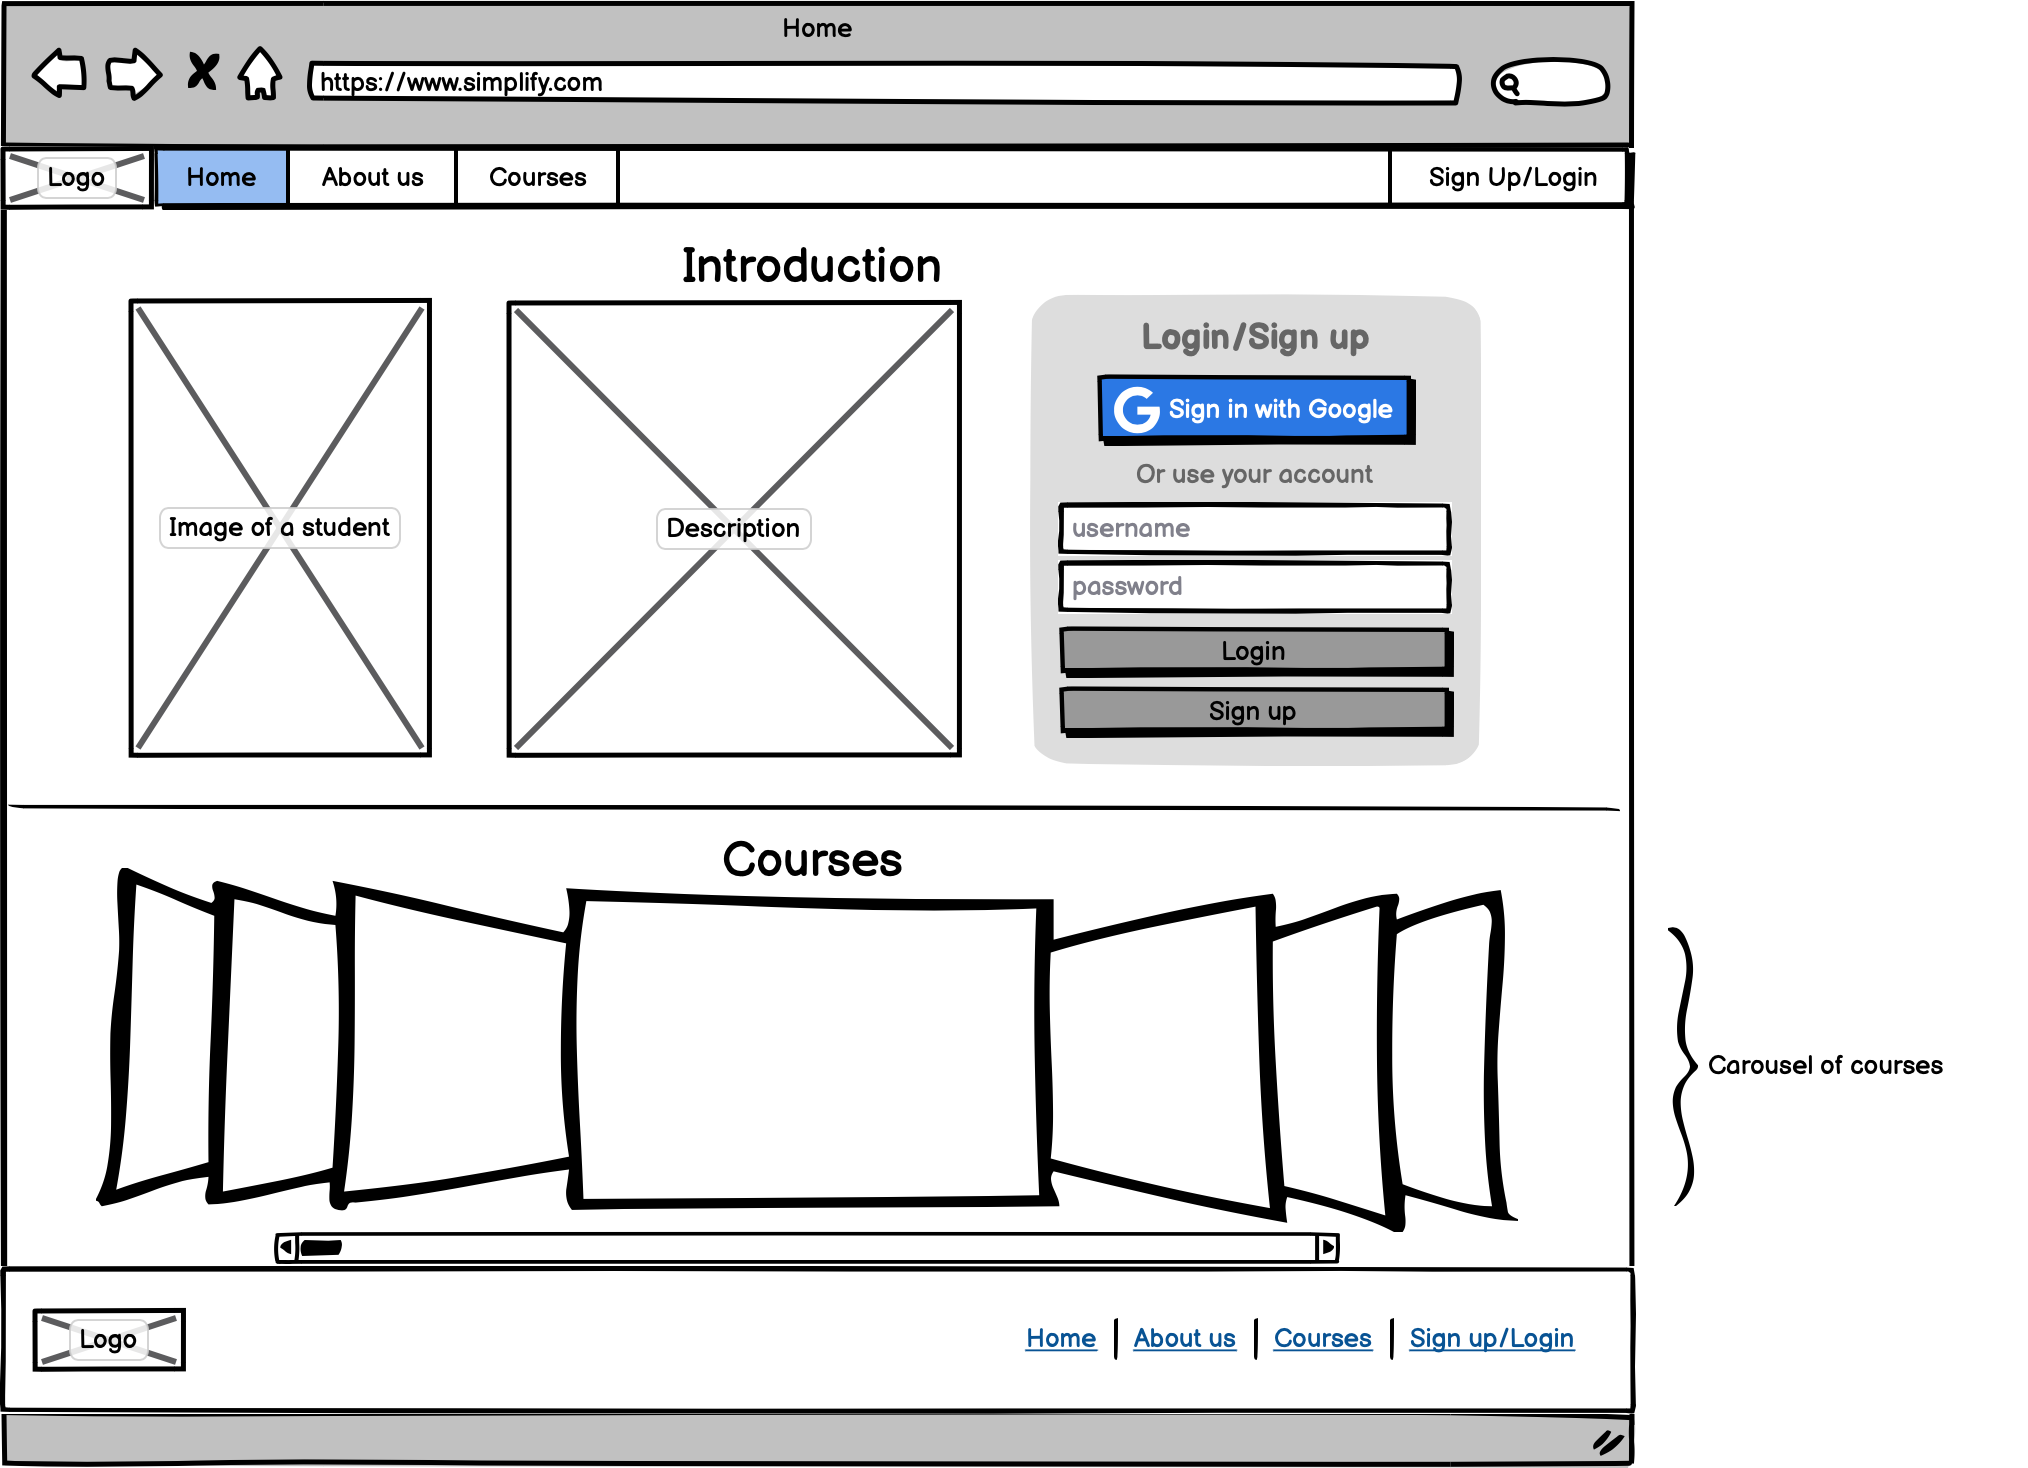 Home
https://www.simplify.com
Logo
Home
About us
Courses
Sign Up/Login
Introduction
Image of a student
Description
Login/Sign up
G Sign in with Google
Or use your account
username
password
Login
Sign up
Courses
Carousel of courses
Logo
Home
About us
Courses
Sign up/Login